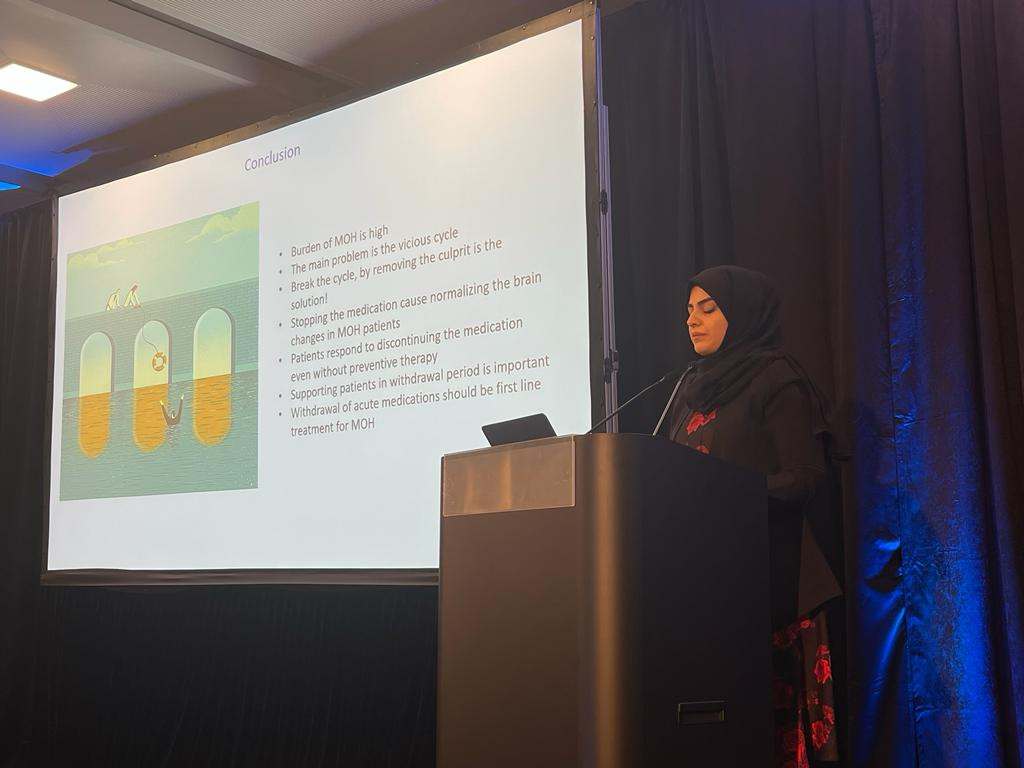 Conclusion
• Burden of MOH is high
• The main problem is the vicious cycle
• Break the cycle, by removing the culprit is the
solution!
• Stopping the medication cause normalizing the brain
changes in MOH patients
• Patients respond to discontinuing the medication
even without preventive therapy
• Supporting patients in withdrawal period is important
• Withdrawal of acute medications should be first line
treatment for MOH